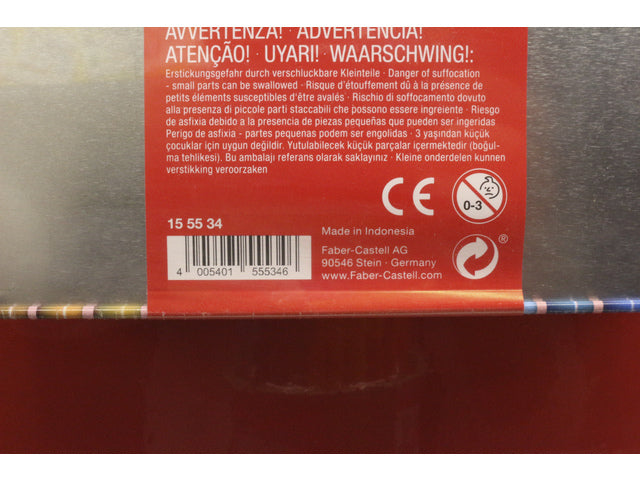 AVVERTENZA! · ADVERTENCIA!
ATENÇÃO! · UYARI! · WAARSCHWING!:
Erstickungsgefahr durch verschluckbare Kleinteile · Danger of suffocation
- small parts can be swallowed · Risque d'étouffement dû à la présence de
petits éléments susceptibles d'être avalés · Rischio di soffocamento dovuto
alla presenza di piccole parti staccabili che possono essere ingreiente · Riesgo
de asfixia debido a la presencia de piezas pequeñas que pueden ser ingeridas
Perigo de asfixia - partes pequenas podem ser engolidas · 3 yaşından küçük
çocuklar için uygun değildir. Yutulabilecek küçük parçalar içermektedir (boğul-
ma tehlikesi). Bu ambalajı referans olarak saklayınız · Kleine onderdelen kunnen
verstikking veroorzaken
CE
0-3
15 55 34
4 005401 555346
Made in Indonesia
Faber-Castell AG
90546 Stein · Germany
www.Faber-Castell.com
®